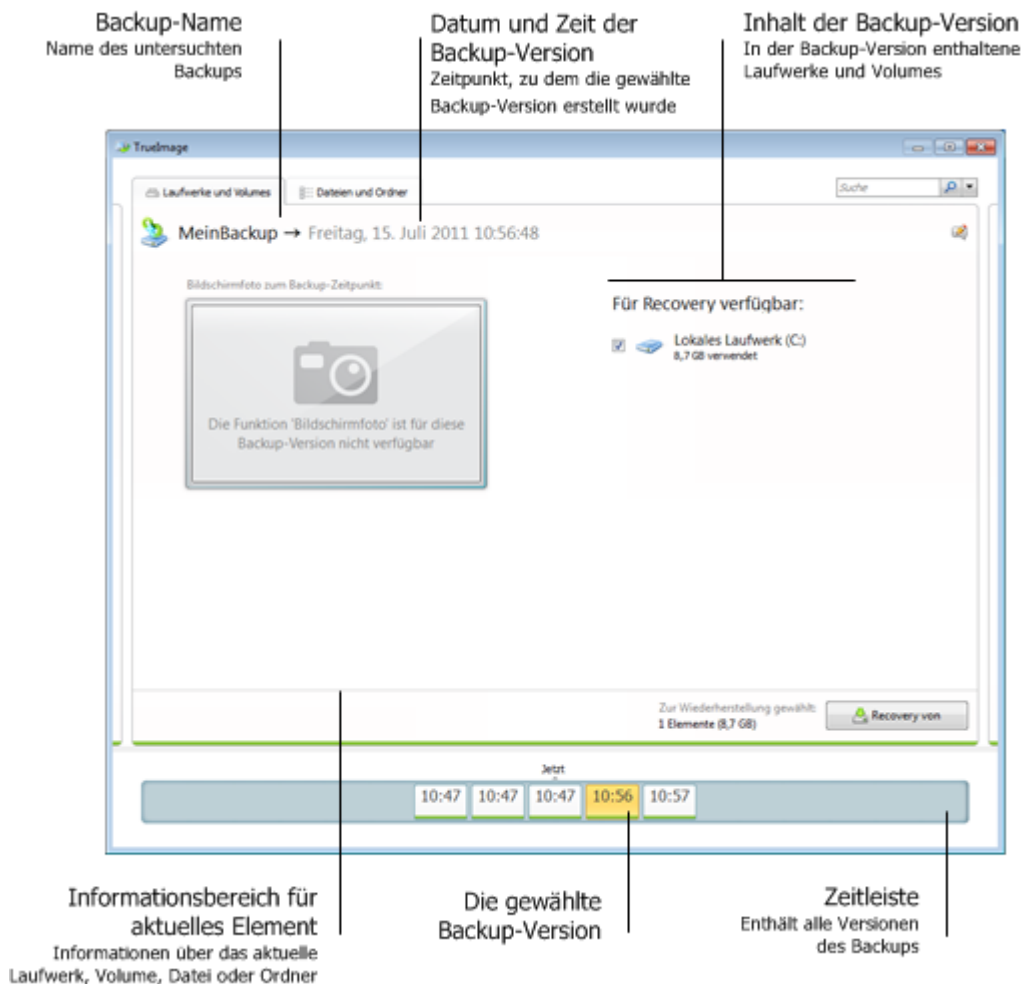 Backup-Name
Name des untersuchten
Backups
Datum und Zeit der
Backup-Version
Zeitpunkt, zu dem die gewählte
Backup-Version erstellt wurde
Inhalt der Backup-Version
In der Backup-Version enthaltene
Laufwerke und Volumes
TrueImage
Laufwerke und Volumes
Dateien und Ordner
Suche
MeinBackup → Freitag, 15. Juli 2011 10:56:48
Bildschirmfoto zum Backup-Zeitpunkt:
Die Funktion 'Bildschirmfoto' ist für diese
Backup-Version nicht verfügbar
Für Recovery verfügbar:
Lokales Laufwerk (C:)
8,7 GB verwendet
Zur Wiederherstellung gewählt:
1 Elemente (8,7 GB)
Recovery von
Jetzt
10:47 10:47 10:47 10:56 10:57
Informationsbereich für
aktuelles Element
Informationen über das aktuelle
Laufwerk, Volume, Datei oder Ordner
Die gewählte
Backup-Version
Zeitleiste
Enthält alle Versionen
des Backups